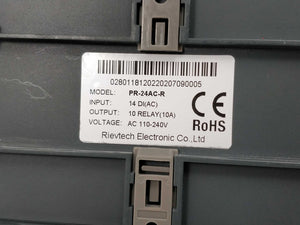 0280118120220207090005
MODEL: PR-24AC-R
INPUT: 14 DI(AC)
OUTPUT: 10 RELAY(10A)
VOLTAGE: AC 110-240V
Rievtech Electronic Co.,Ltd
CE
RoHS